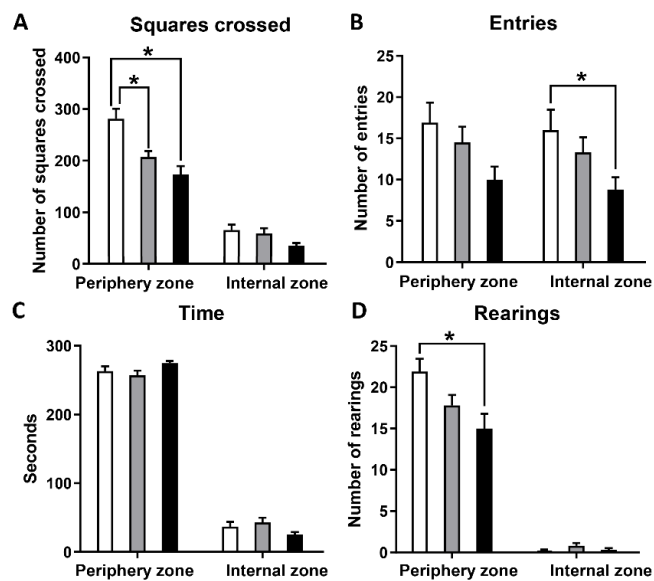 A Squares crossed
Number of squares crossed
400
300
200
100
0
* *
Periphery zone Internal zone
B Entries
Number of entries
25
20
15
10
5
0
*
Periphery zone Internal zone
C Time
Seconds
300
200
100
0
Periphery zone Internal zone
D Rearings
Number of rearings
25
20
15
10
5
0
*
Periphery zone Internal zone